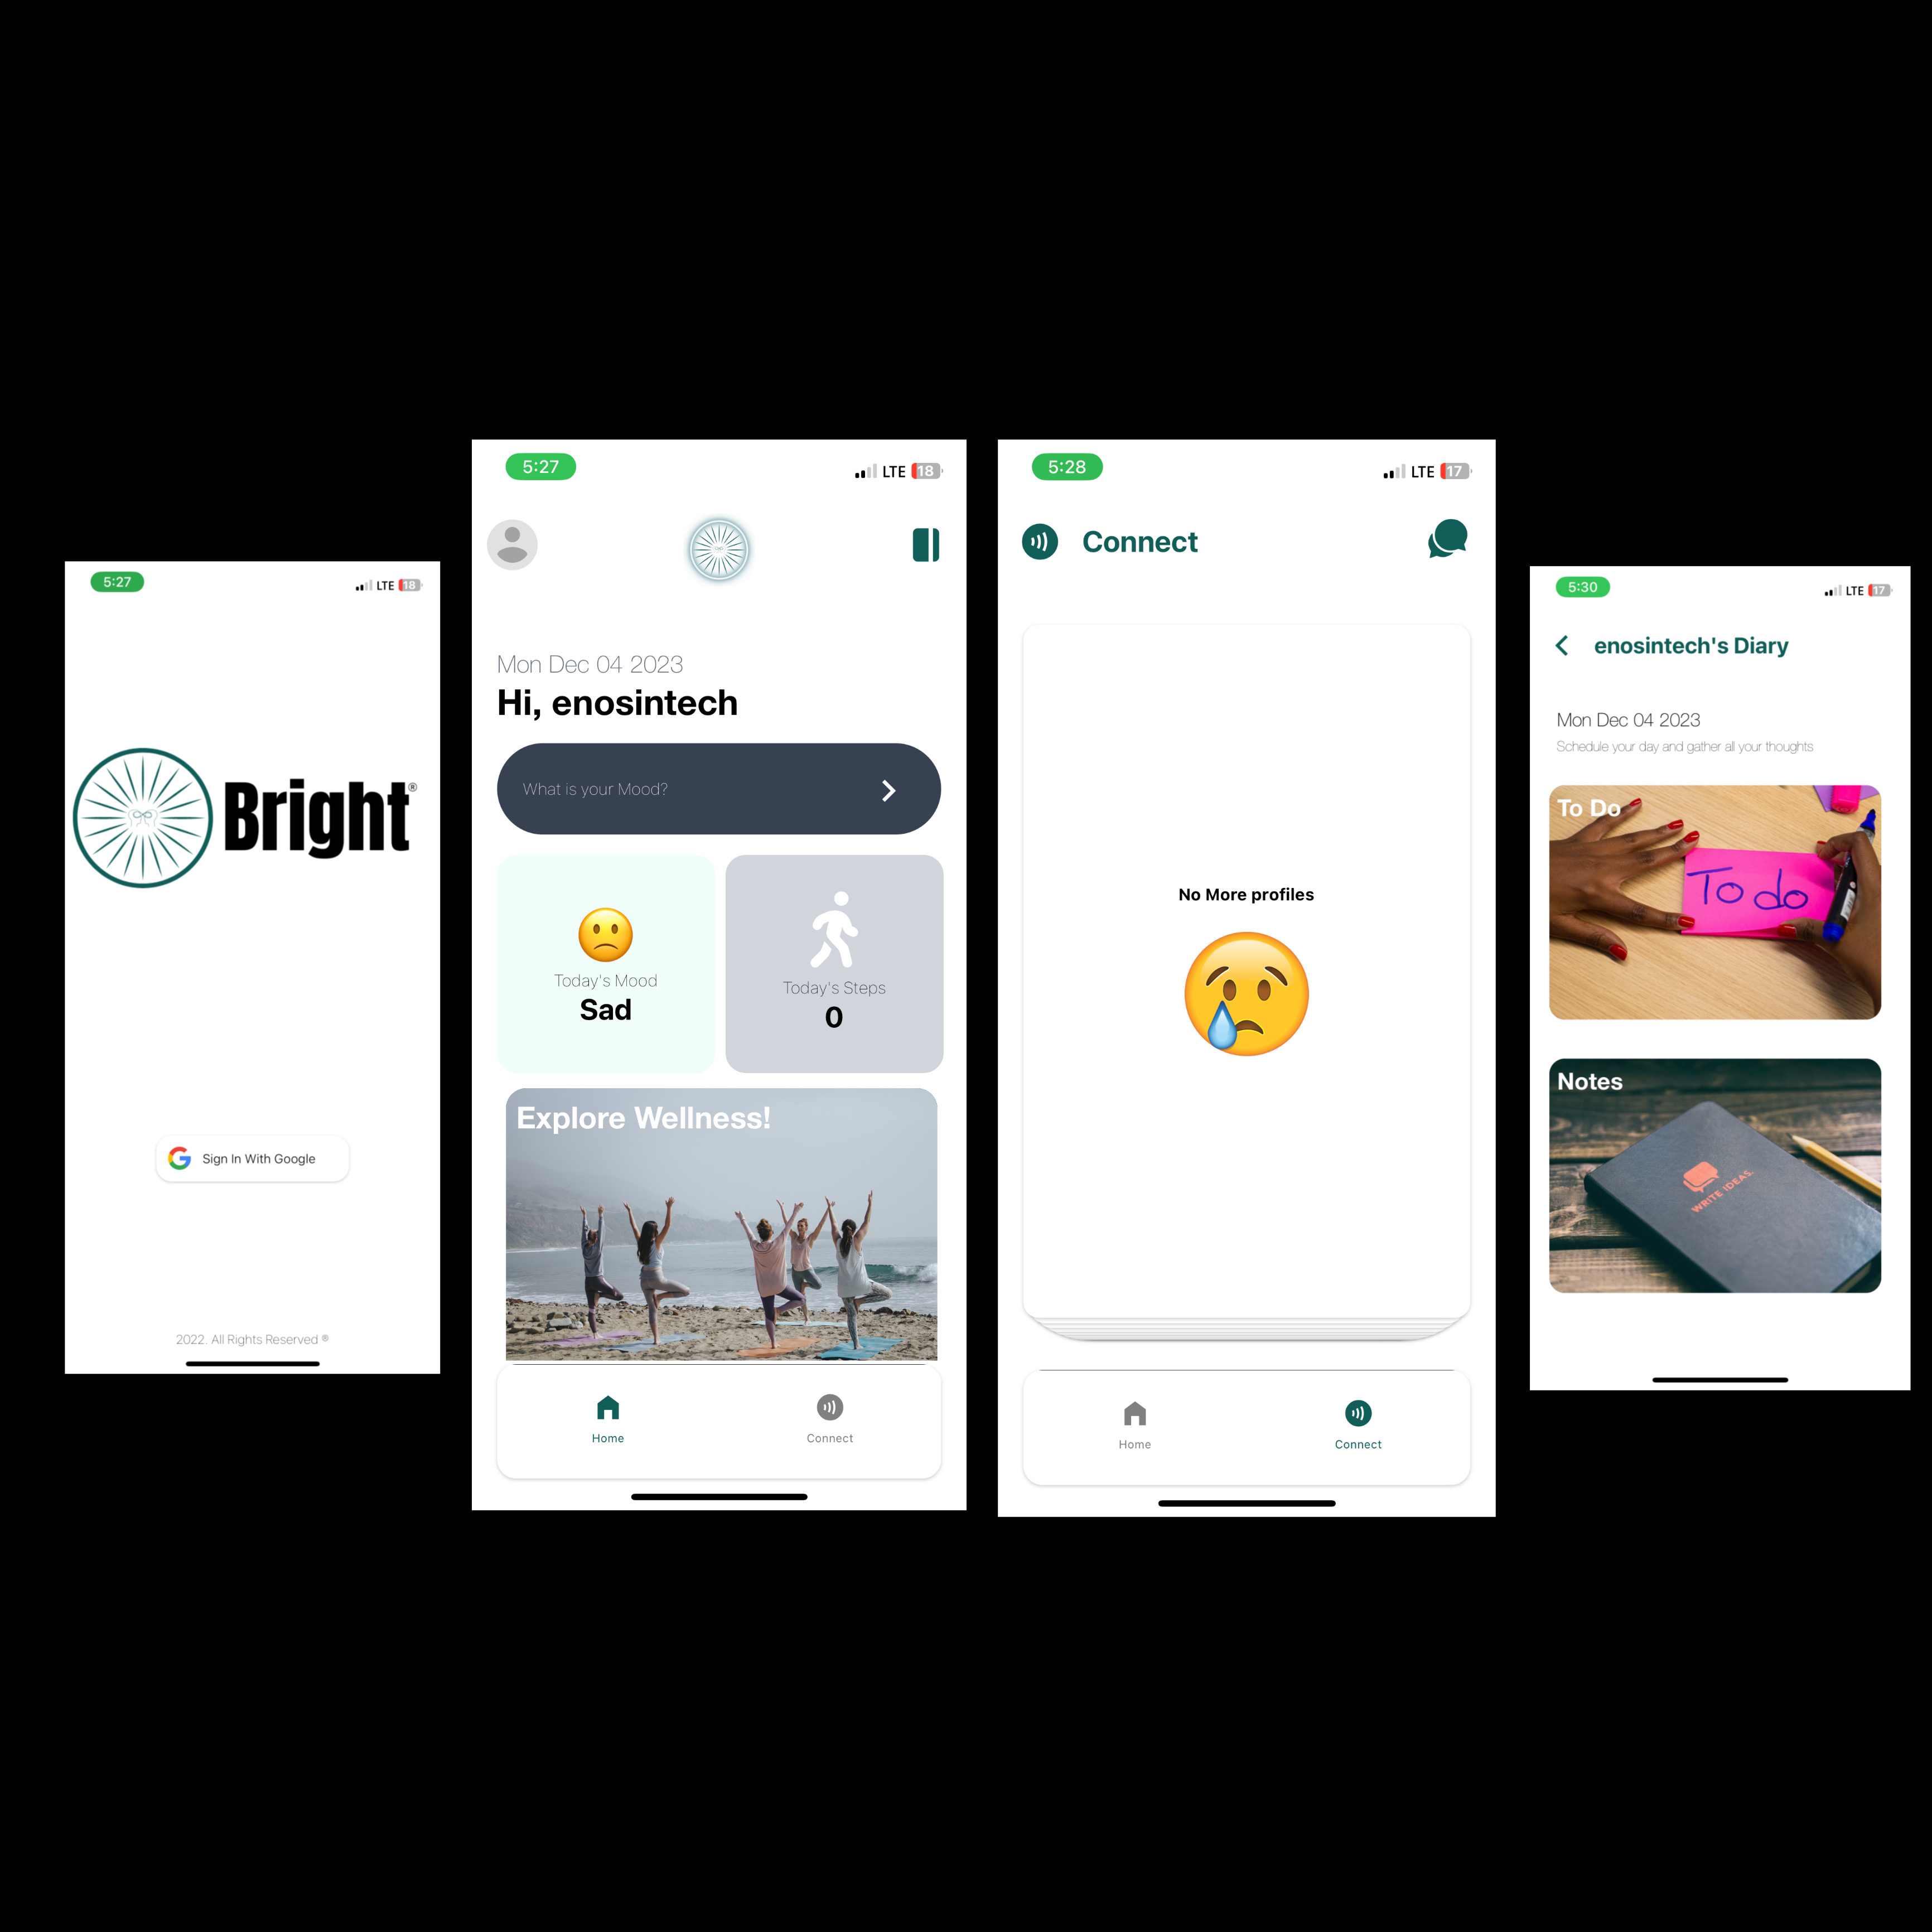 5:27
LTE 18
Bright®
Sign In With Google
2022. All Rights Reserved ®
5:27
LTE 18
Mon Dec 04 2023
Hi, enosintech
What is your Mood?
Today's Mood
Sad
Today's Steps
0
Explore Wellness!
Home
Connect
5:28
LTE 17
Connect
No More profiles
Home
Connect
5:30
LTE 17
enosintech's Diary
Mon Dec 04 2023
Schedule your day and gather all your thoughts
To Do
To do
Notes
WRITE IDEAS.